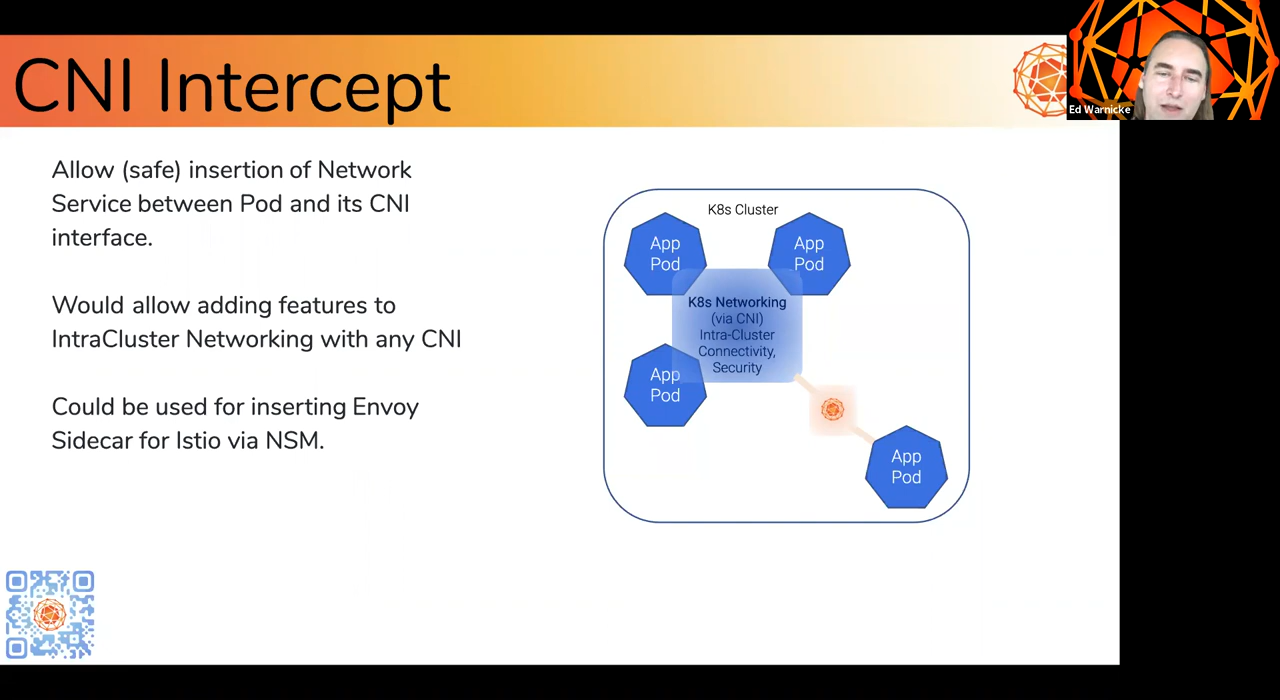 CNI Intercept
Ed Warnicke
Allow (safe) insertion of Network
Service between Pod and its CNI
interface.
Would allow adding features to
IntraCluster Networking with any CNI
Could be used for inserting Envoy
Sidecar for Istio via NSM.
K8s Cluster
App
Pod
App
Pod
K8s Networking
(via CNI)
Intra-Cluster
Connectivity,
Security
App
Pod
App
Pod